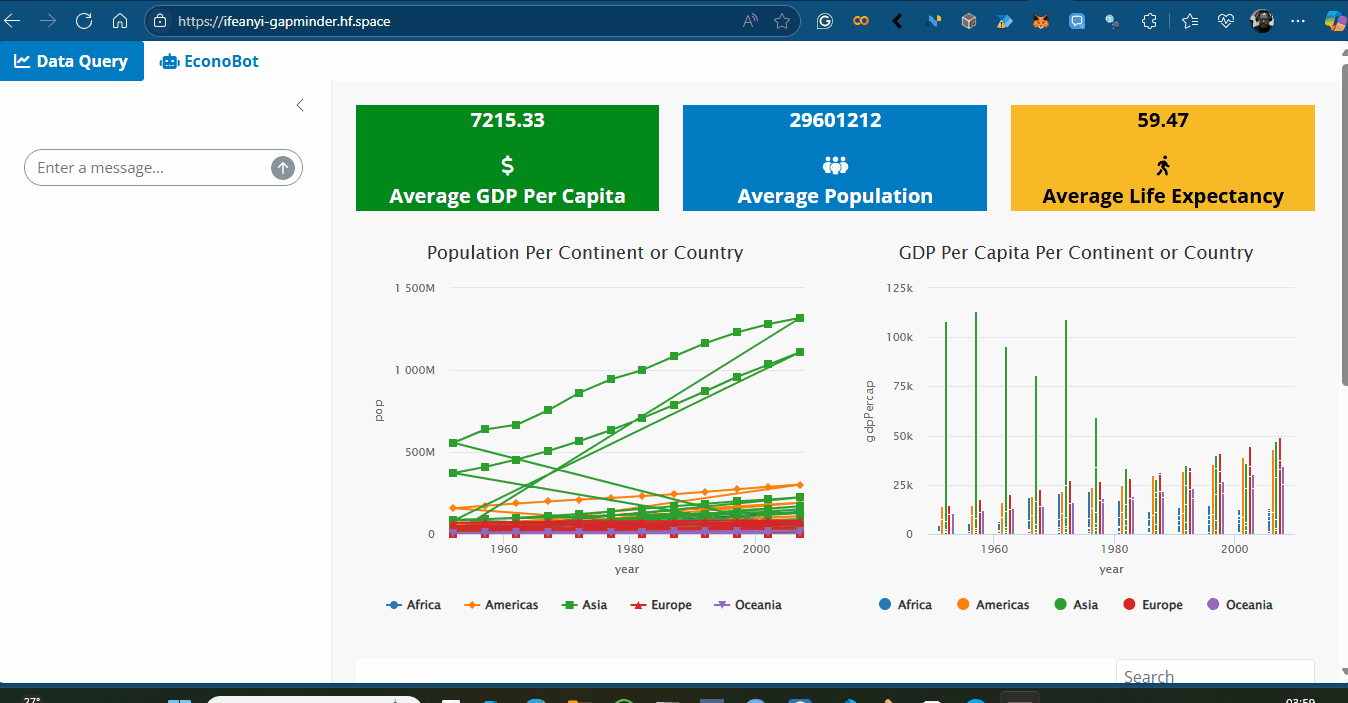 https://ifeanyi-gapminder.hf.space
Data Query
EconoBot
Enter a message...
7215.33
Average GDP Per Capita
29601212
Average Population
59.47
Average Life Expectancy
Population Per Continent or Country
1 500M
1 000M
500M
0
pop
1960
1980
2000
year
Africa
Americas
Asia
Europe
Oceania
GDP Per Capita Per Continent or Country
125k
100k
75k
50k
25k
0
gdpPercap
1960
1980
2000
year
Africa
Americas
Asia
Europe
Oceania
Search
27°
03:59